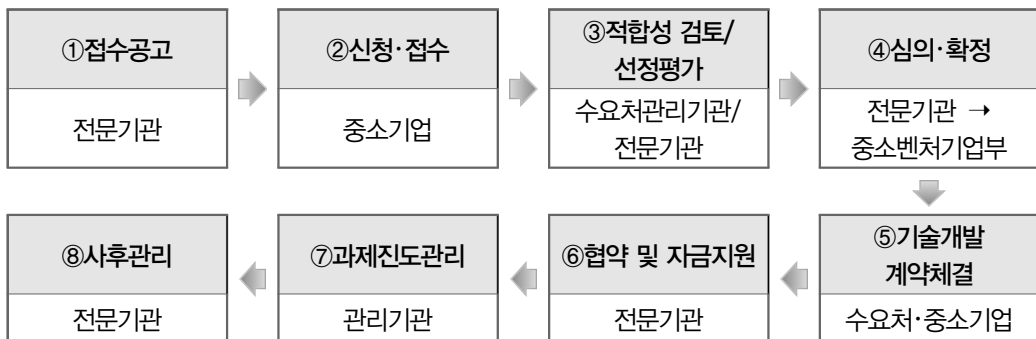 ①접수공고
전문기관
②신청·접수
중소기업
③적합성 검토/
선정평가
수요처관리기관/
전문기관
④심의·확정
전문기관 →
중소벤처기업부
⑤기술개발
계약체결
수요처·중소기업
⑥협약 및 자금지원
전문기관
⑦과제진도관리
관리기관
⑧사후관리
전문기관